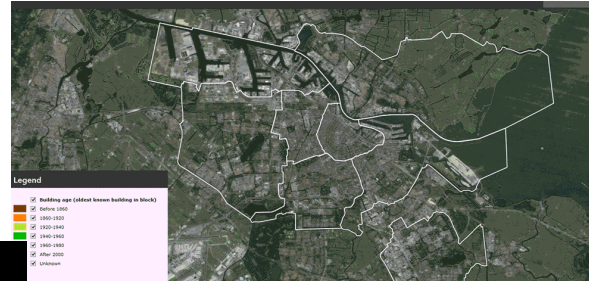 Legend
Building age (oldest known building in block)
Before 1860
1860-1920
1920-1940
1940-1960
1960-1980
After 2000
Unknown